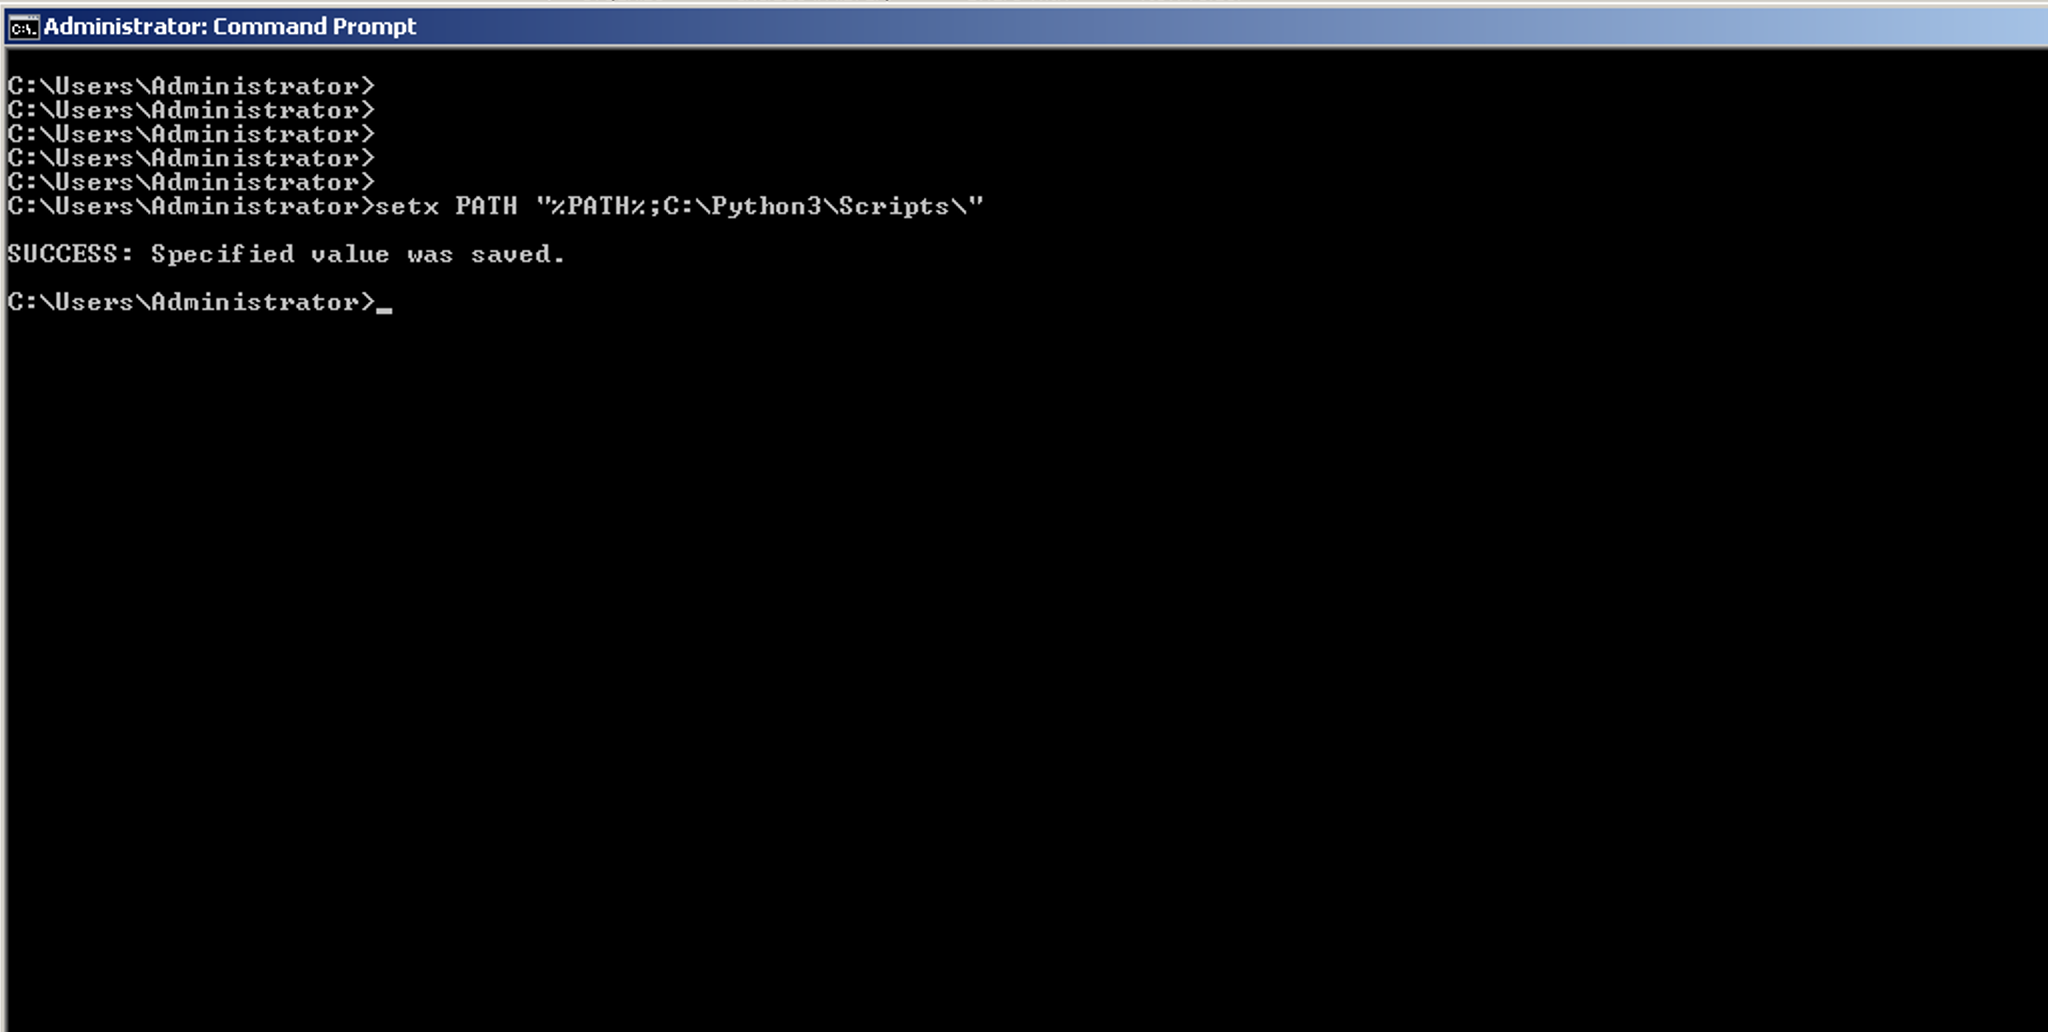 Administrator: Command Prompt
C:\Users\Administrator>
C:\Users\Administrator>
C:\Users\Administrator>
C:\Users\Administrator>
C:\Users\Administrator>
C:\Users\Administrator>setx PATH "%PATH%;C:\Python3\Scripts\"
SUCCESS: Specified value was saved.
C:\Users\Administrator>_